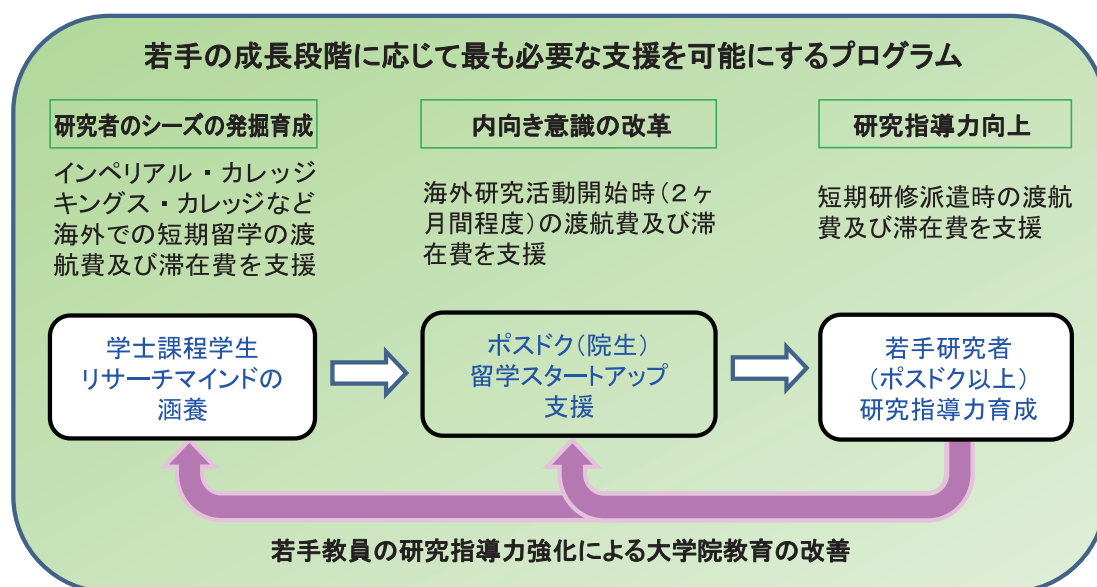 若手の成長段階に応じて最も必要な支援を可能にするプログラム
研究者のシーズの発掘育成
インペリアル・カレッジ
キングス・カレッジなど
海外での短期留学の渡
航費及び滞在費を支援
学士課程学生
リサーチマインドの
涵養
内向き意識の改革
海外研究活動開始時(2ヶ
月間程度)の渡航費及び滞
在費を支援
ポスドク(院生)
留学スタートアップ
支援
研究指導力向上
短期研修派遣時の渡航
費及び滞在費を支援
若手研究者
(ポスドク以上)
研究指導力育成
若手教員の研究指導力強化による大学院教育の改善